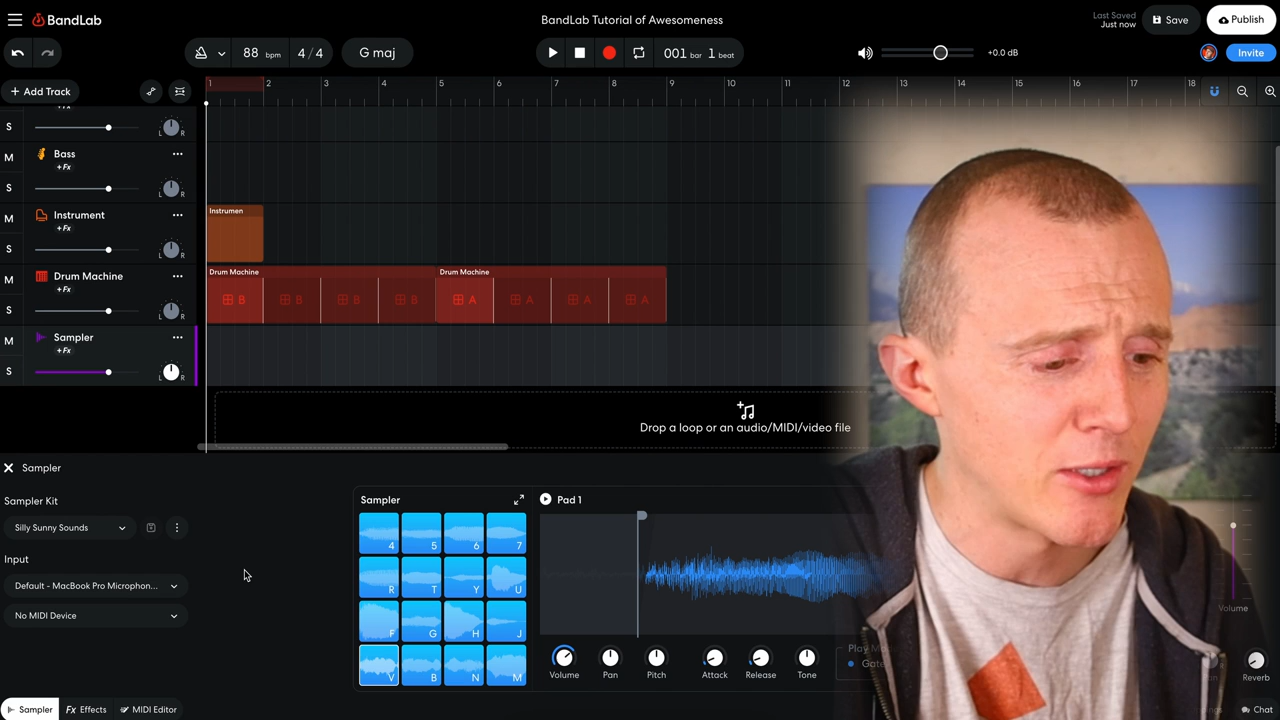 BandLab
BandLab Tutorial of Awesomeness
Last Saved
Just now
Save
Publish
88 bpm
4/4
G maj
001 bar 1 beat
+0.0 dB
Invite
+ Add Track
1 2 3 4 5 6 7 8 9 10 11 12 13 14 15 16 17 18
S
L R
M
Bass
...
+Fx
S
L R
M
Instrument
...
+Fx
S
L R
Instrumen
M
Drum Machine
...
+Fx
S
L R
Drum Machine
Drum Machine
B B B B A A A A
M
Sampler
...
+Fx
S
L R
Drop a loop or an audio/MIDI/video file
Sampler
Sampler Kit
Silly Sunny Sounds
Input
Default - MacBook Pro Microphon...
No MIDI Device
Sampler
4 5 6 7
R T Y U
F G H J
V B N M
Pad 1
Volume
Pan
Pitch
Attack
Release
Tone
Gate
Volume
Reverb
Sampler
Fx Effects
MIDI Editor
Chat